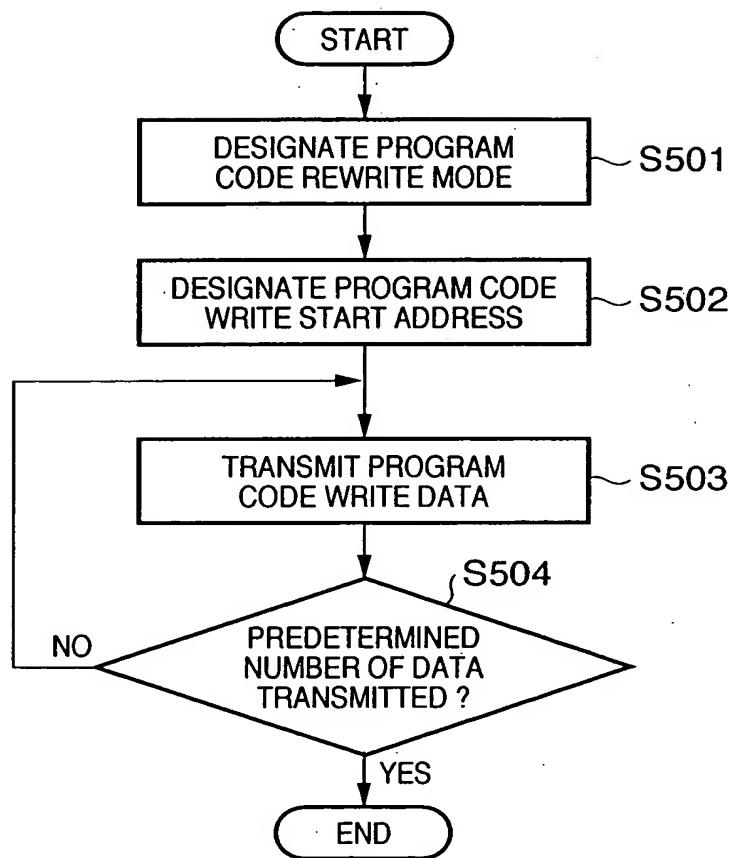 START
DESIGNATE PROGRAM
CODE REWRITE MODE
S501
DESIGNATE PROGRAM CODE
WRITE START ADDRESS
S502
TRANSMIT PROGRAM
CODE WRITE DATA
S503
S504
PREDETERMINED
NUMBER OF DATA
TRANSMITTED ?
NO
YES
END